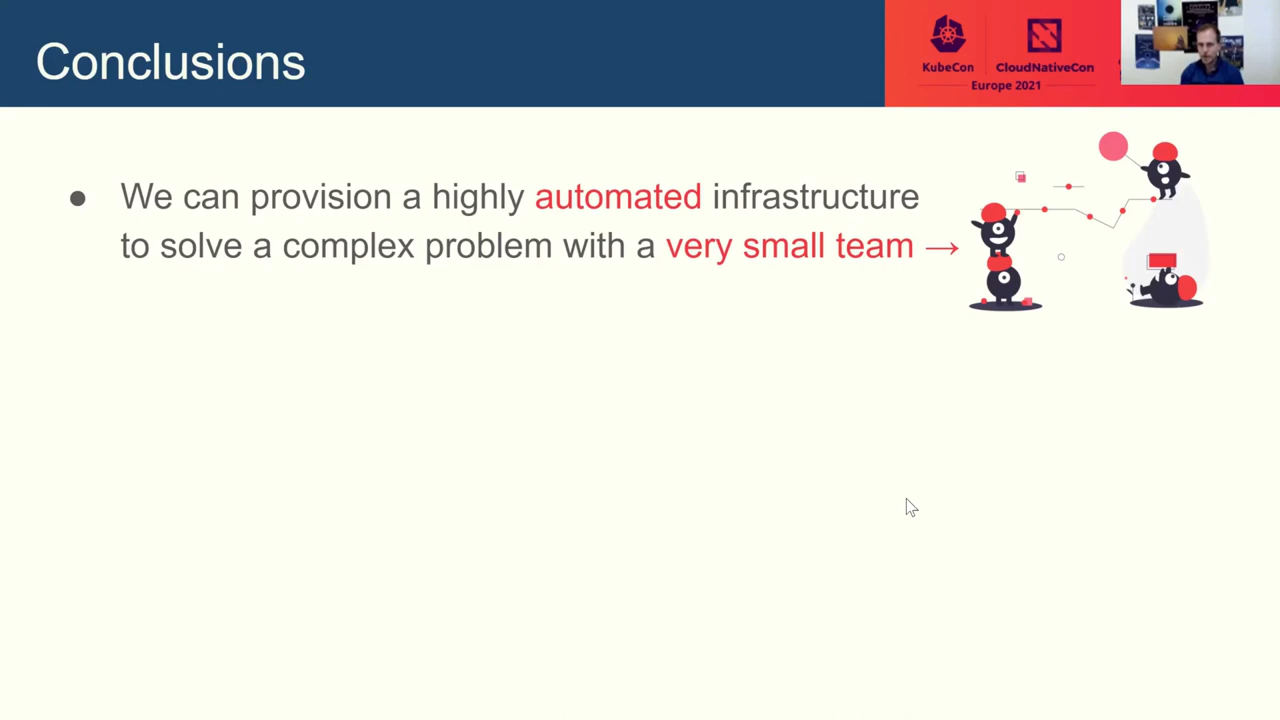 Conclusions
KubeCon
CloudNativeCon
Europe 2021
● We can provision a highly automated infrastructure
to solve a complex problem with a very small team →